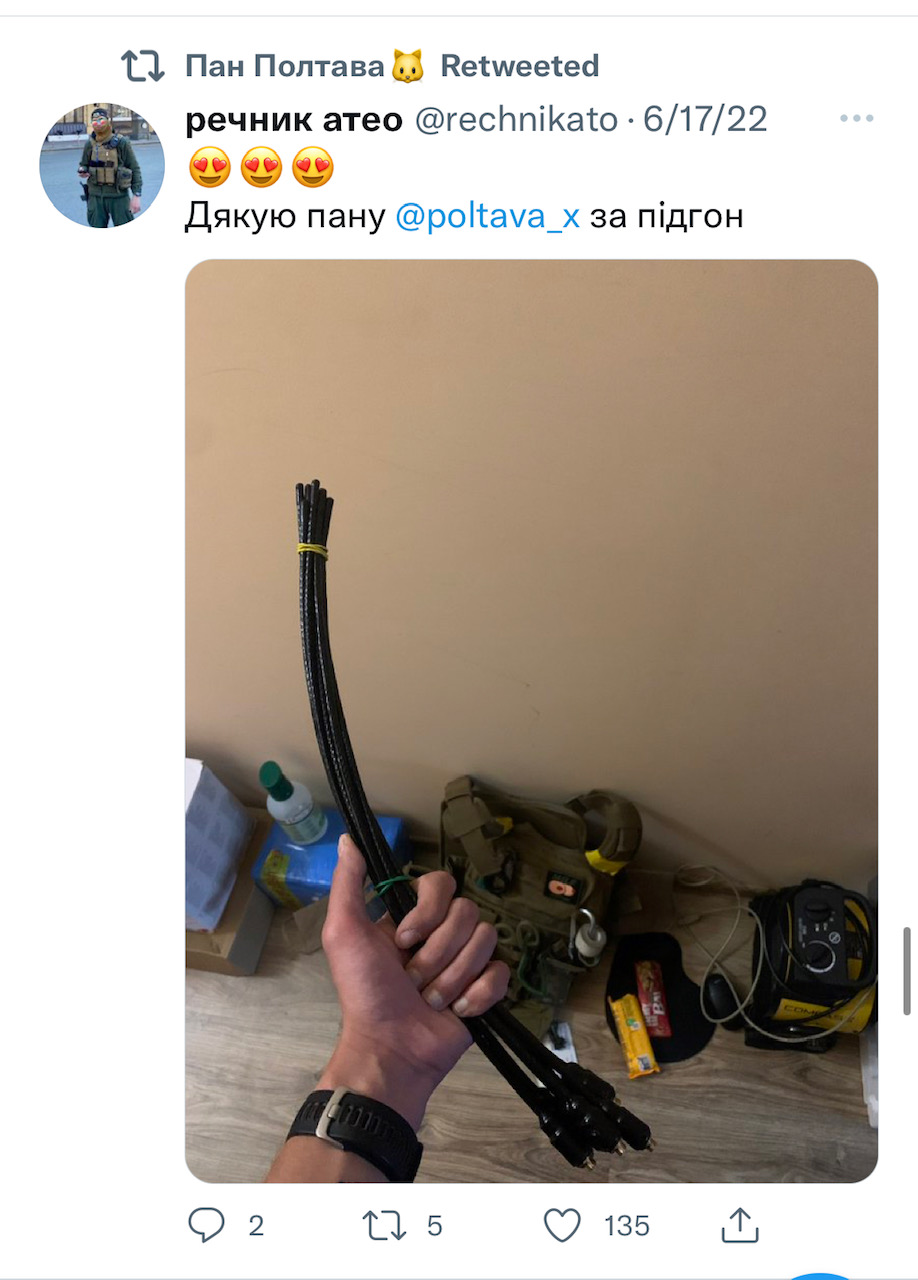 Пан Полтава🐱 Retweeted
речник атео @rechnikato · 6/17/22
😍😍😍
Дякую пану @poltava_x за підгон
2 5 135